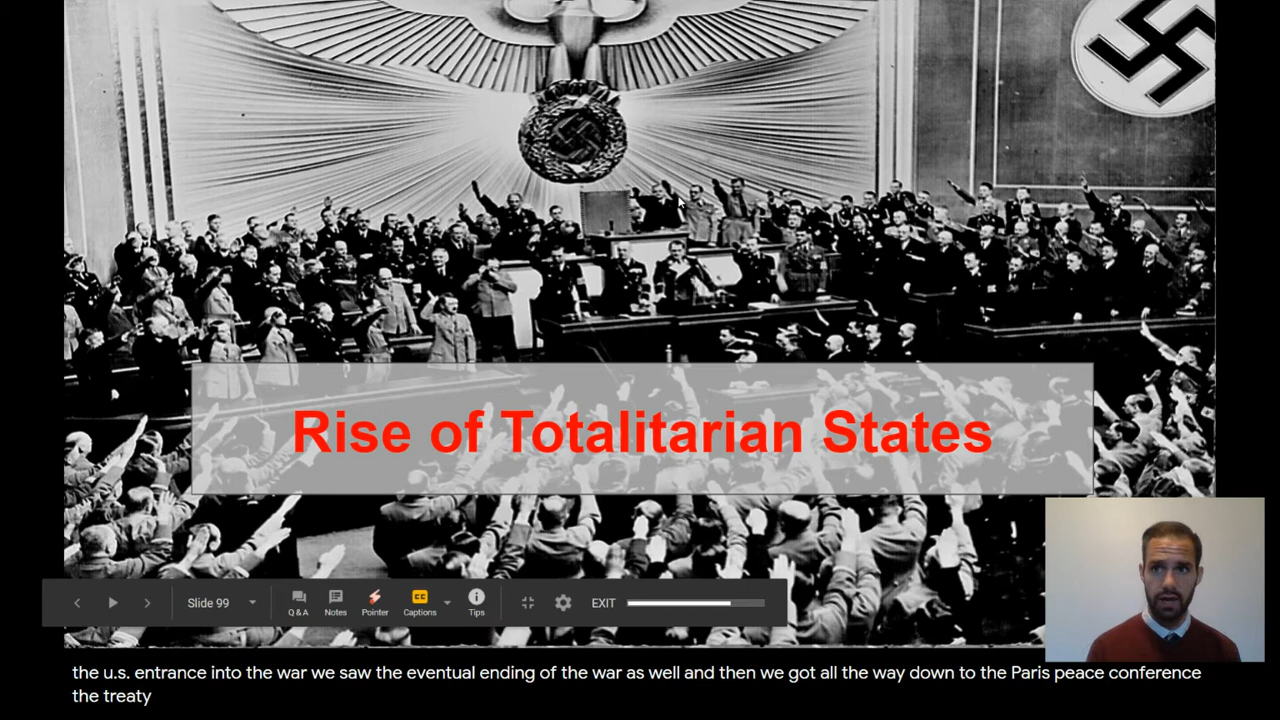 Rise of Totalitarian States
Slide 99
Q & A
Notes
Pointer
CC
Captions
Tips
EXIT
the u.s. entrance into the war we saw the eventual ending of the war as well and then we got all the way down to the Paris peace conference
the treaty